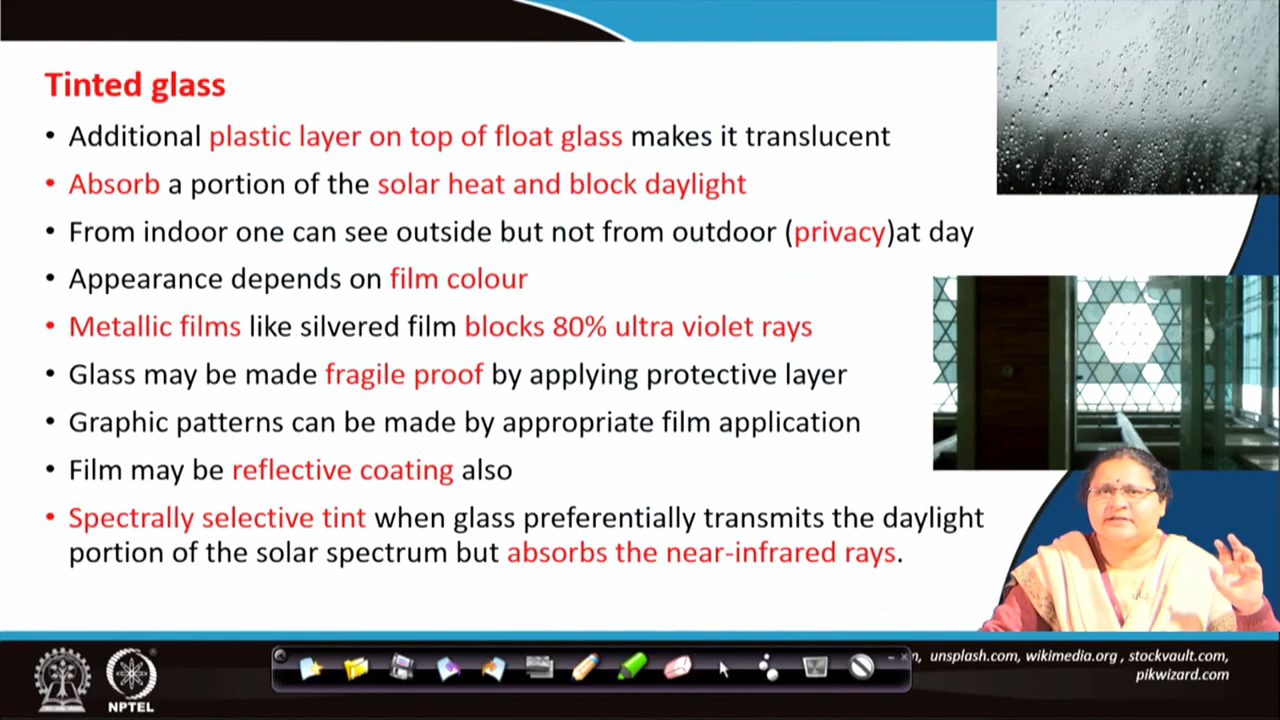 Tinted glass
• Additional plastic layer on top of float glass makes it translucent
• Absorb a portion of the solar heat and block daylight
• From indoor one can see outside but not from outdoor (privacy)at day
• Appearance depends on film colour
• Metallic films like silvered film blocks 80% ultra violet rays
• Glass may be made fragile proof by applying protective layer
• Graphic patterns can be made by appropriate film application
• Film may be reflective coating also
• Spectrally selective tint when glass preferentially transmits the daylight
portion of the solar spectrum but absorbs the near-infrared rays.
unsplash.com, wikimedia.org , stockvault.com,
pikwizard.com
NPTEL